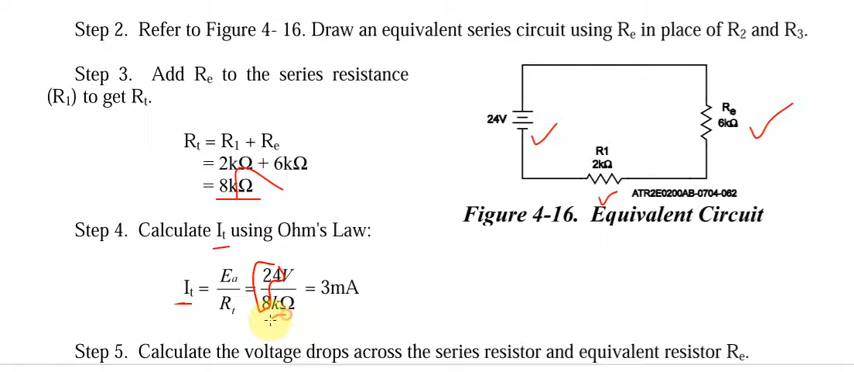 Step 2. Refer to Figure 4- 16. Draw an equivalent series circuit using Re in place of R2 and R3.
Step 3. Add Re to the series resistance
(R1) to get Rt.
Rt = R1 + Re
= 2kΩ + 6kΩ
= 8kΩ
24V
Re
6kΩ
R1
2kΩ
ATR2E0200AB-0704-062
Figure 4-16. Equivalent Circuit
Step 4. Calculate It using Ohm's Law:
It = Ea / Rt = 24V / 8kΩ = 3mA
Step 5. Calculate the voltage drops across the series resistor and equivalent resistor Re.